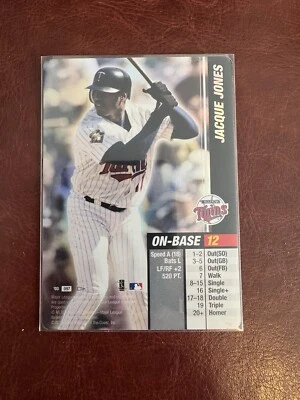 JACQUE JONES
MINNESOTA
Twins
ON-BASE 12
Speed A (18)
Bats L
LF/RF +2
520 PT.
1-2 Out(SO)
3-5 Out(GB)
6 Out(FB)
7 Walk
8-15 Single
16 Single+
17-18 Double
19 Triple
20+ Homer